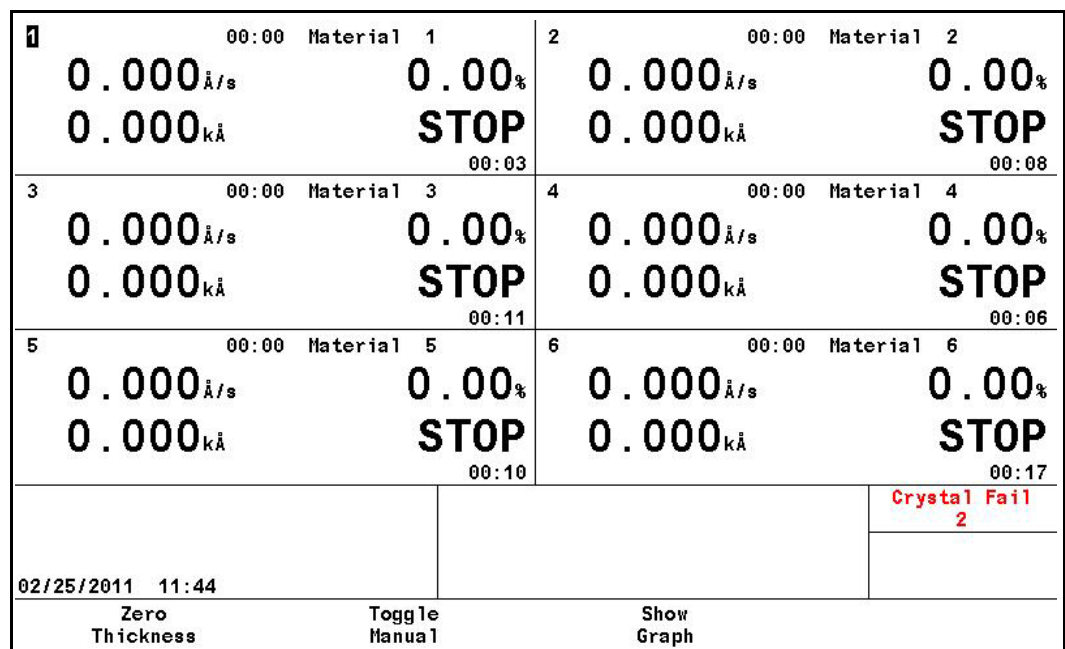 1 00:00 Material 1 2 00:00 Material 2
0.000Å/s 0.00% 0.000Å/s 0.00%
0.000kÅ STOP 0.000kÅ STOP
00:03 00:08
3 00:00 Material 3 4 00:00 Material 4
0.000Å/s 0.00% 0.000Å/s 0.00%
0.000kÅ STOP 0.000kÅ STOP
00:11 00:06
5 00:00 Material 5 6 00:00 Material 6
0.000Å/s 0.00% 0.000Å/s 0.00%
0.000kÅ STOP 0.000kÅ STOP
00:10 00:17
Crystal Fail
2
02/25/2011 11:44
Zero Toggle Show
Thickness Manual Graph